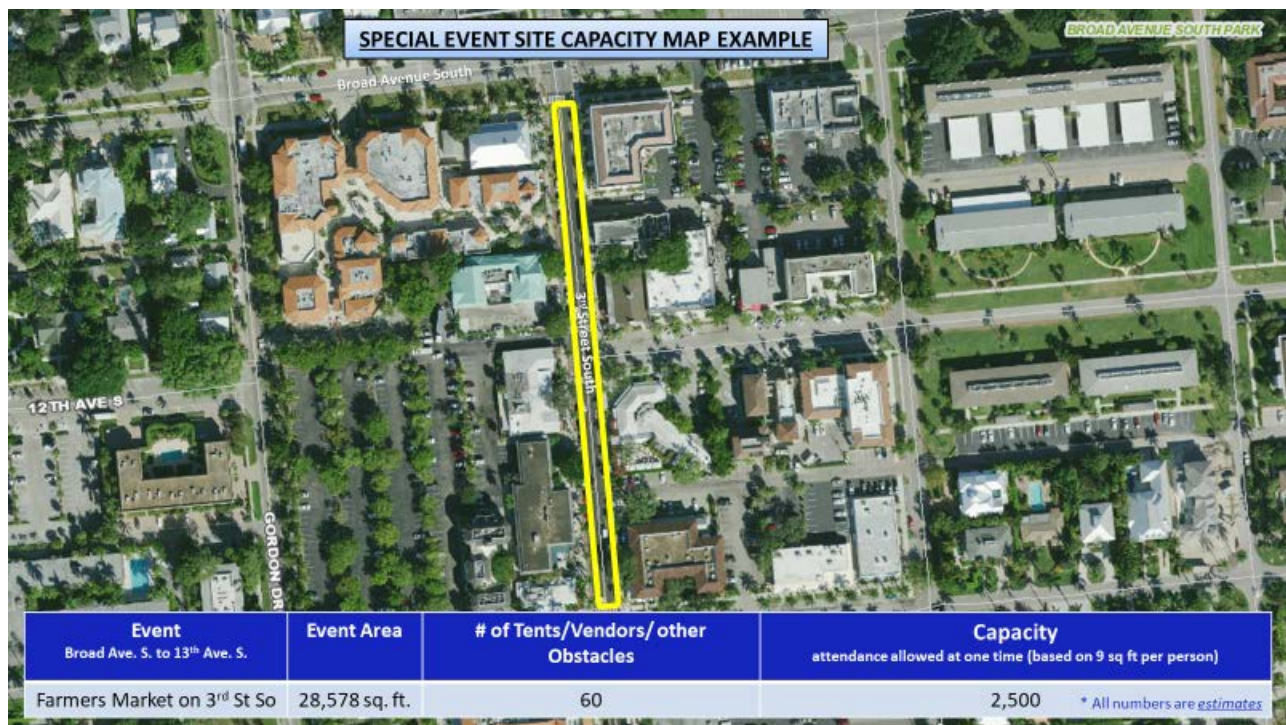 SPECIAL EVENT SITE CAPACITY MAP EXAMPLE
BROAD AVENUE SOUTH PARK
Broad Avenue South
3rd Street South
12TH AVE S
GORDON DR
Event
Broad Ave. S. to 13th Ave. S.
Event Area
# of Tents/Vendors/ other
Obstacles
Capacity
attendance allowed at one time (based on 9 sq ft per person)
Farmers Market on 3rd St So
28,578 sq. ft.
60
2,500
* All numbers are estimates